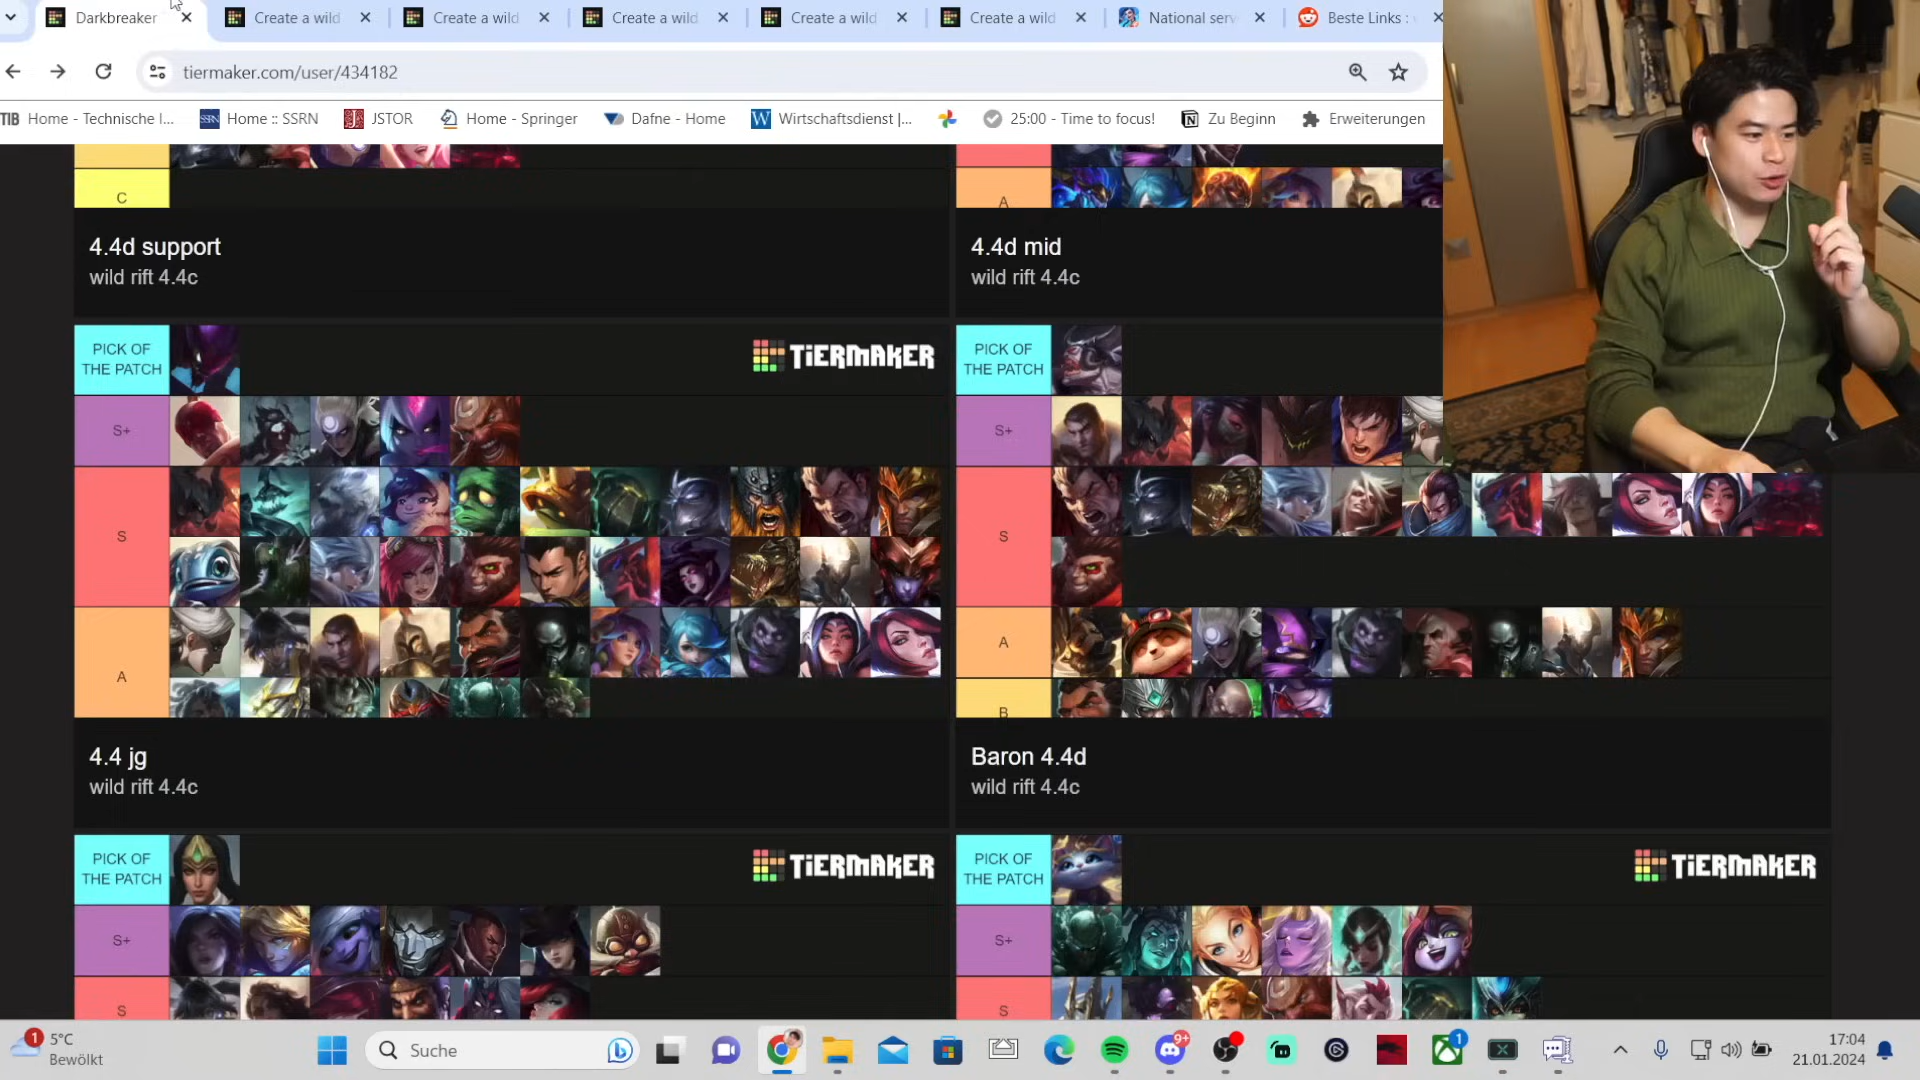 Darkbreaker
Create a wild
Create a wild
Create a wild
Create a wild
Create a wild
National serv
Beste Links :
tiermaker.com/user/434182
TIB Home - Technische I...
SSRN Home :: SSRN
JSTOR
Home - Springer
Dafne - Home
W Wirtschaftsdienst |...
25:00 - Time to focus!
Zu Beginn
Erweiterungen
C
A
4.4d support
wild rift 4.4c
4.4d mid
wild rift 4.4c
PICK OF
THE PATCH
TiERMAKER
S+
S
A
4.4 jg
wild rift 4.4c
PICK OF
THE PATCH
S+
S
A
B
Baron 4.4d
wild rift 4.4c
PICK OF
THE PATCH
TiERMAKER
S+
S
PICK OF
THE PATCH
TiERMAKER
S+
S
1
5°C
Bewölkt
Suche
9+
1
17:04
21.01.2024